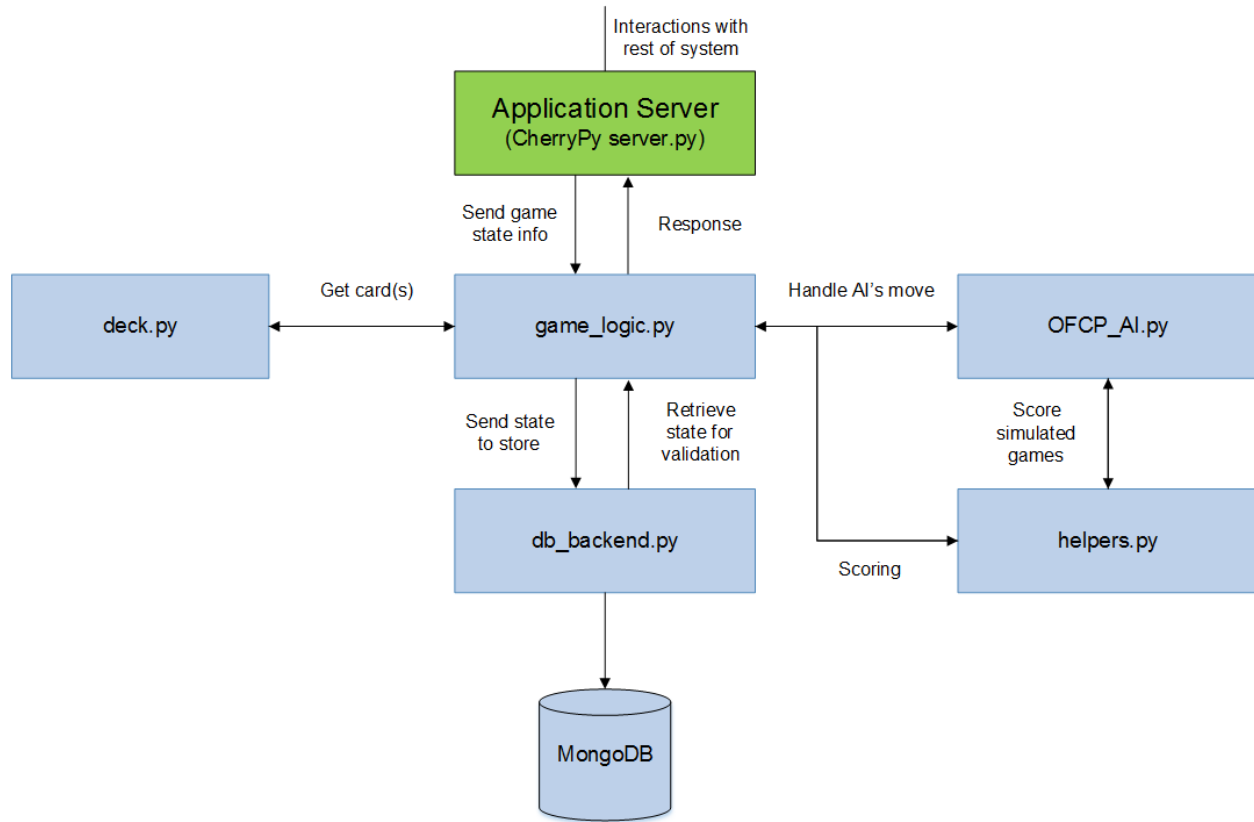 Interactions with
rest of system
Application Server
(CherryPy server.py)
Send game
state info
Response
Get card(s)
Handle AI's move
deck.py
game_logic.py
OFCP_AI.py
Send state
to store
Retrieve
state for
validation
Score
simulated
games
db_backend.py
helpers.py
Scoring
MongoDB